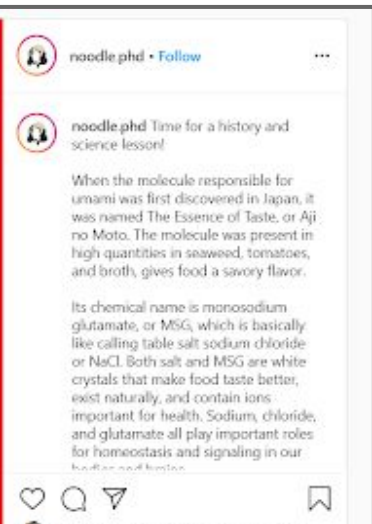 noodle.phd • Follow
...
noodle.phd Time for a history and
science lesson!
When the molecule responsible for
umami was first discovered in Japan, it
was named The Essence of Taste, or Aji
no Moto. The molecule was present in
high quantities in seaweed, tomatoes,
and broth, gives food a savory flavor.
Its chemical name is monosodium
glutamate, or MSG, which is basically
like calling table salt sodium chloride
or NaCl. Both salt and MSG are white
crystals that make food taste better,
exist naturally, and contain ions
important for health. Sodium, chloride,
and glutamate all play important roles
for homeostasis and signaling in our
bodies and